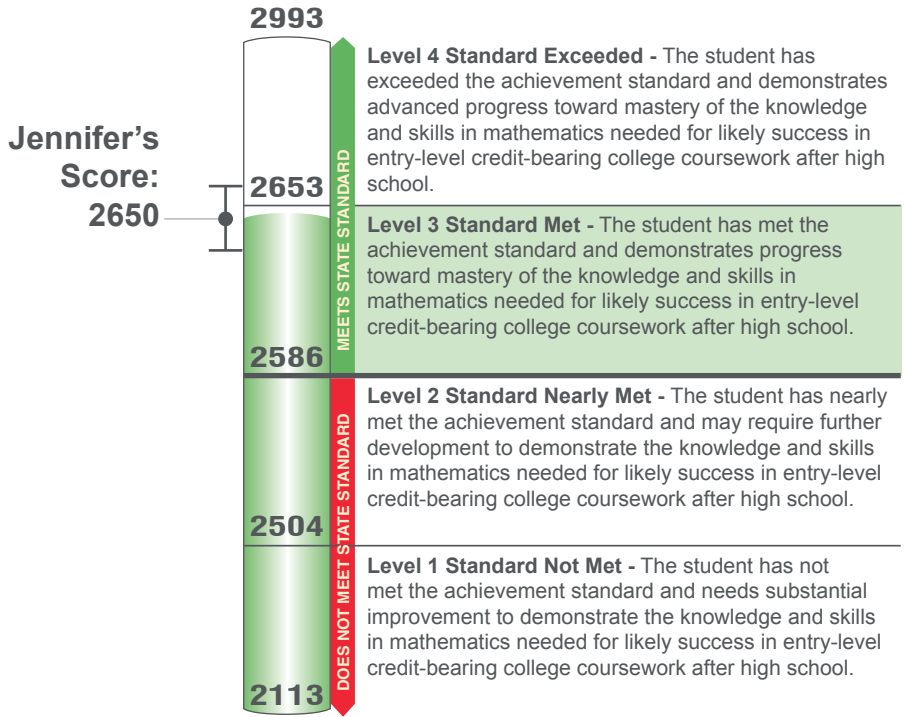 2993
Level 4 Standard Exceeded - The student has
exceeded the achievement standard and demonstrates
advanced progress toward mastery of the knowledge
and skills in mathematics needed for likely success in
entry-level credit-bearing college coursework after high
school.
Jennifer’s
Score:
2650
2653
MEETS STATE STANDARD
Level 3 Standard Met - The student has met the
achievement standard and demonstrates progress
toward mastery of the knowledge and skills in
mathematics needed for likely success in entry-level
credit-bearing college coursework after high school.
2586
Level 2 Standard Nearly Met - The student has nearly
met the achievement standard and may require further
development to demonstrate the knowledge and skills
in mathematics needed for likely success in entry-level
credit-bearing college coursework after high school.
2504
DOES NOT MEET STATE STANDARD
Level 1 Standard Not Met - The student has not
met the achievement standard and needs substantial
improvement to demonstrate the knowledge and skills
in mathematics needed for likely success in entry-level
credit-bearing college coursework after high school.
2113